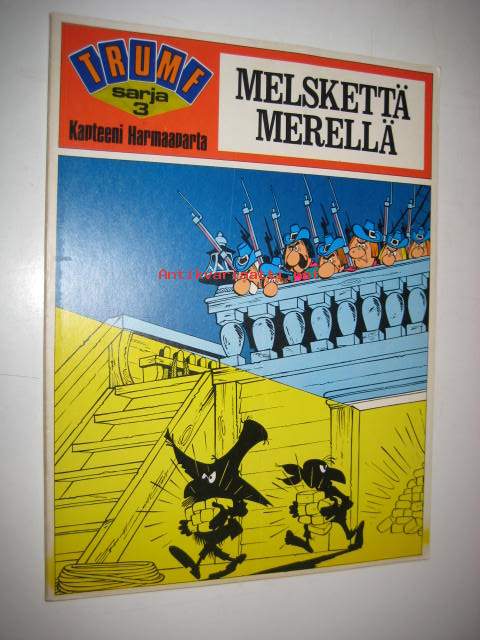 TRUMF
sarja
3
Kapteeni Harmaaparta
MELSKETTÄ
MERELLÄ